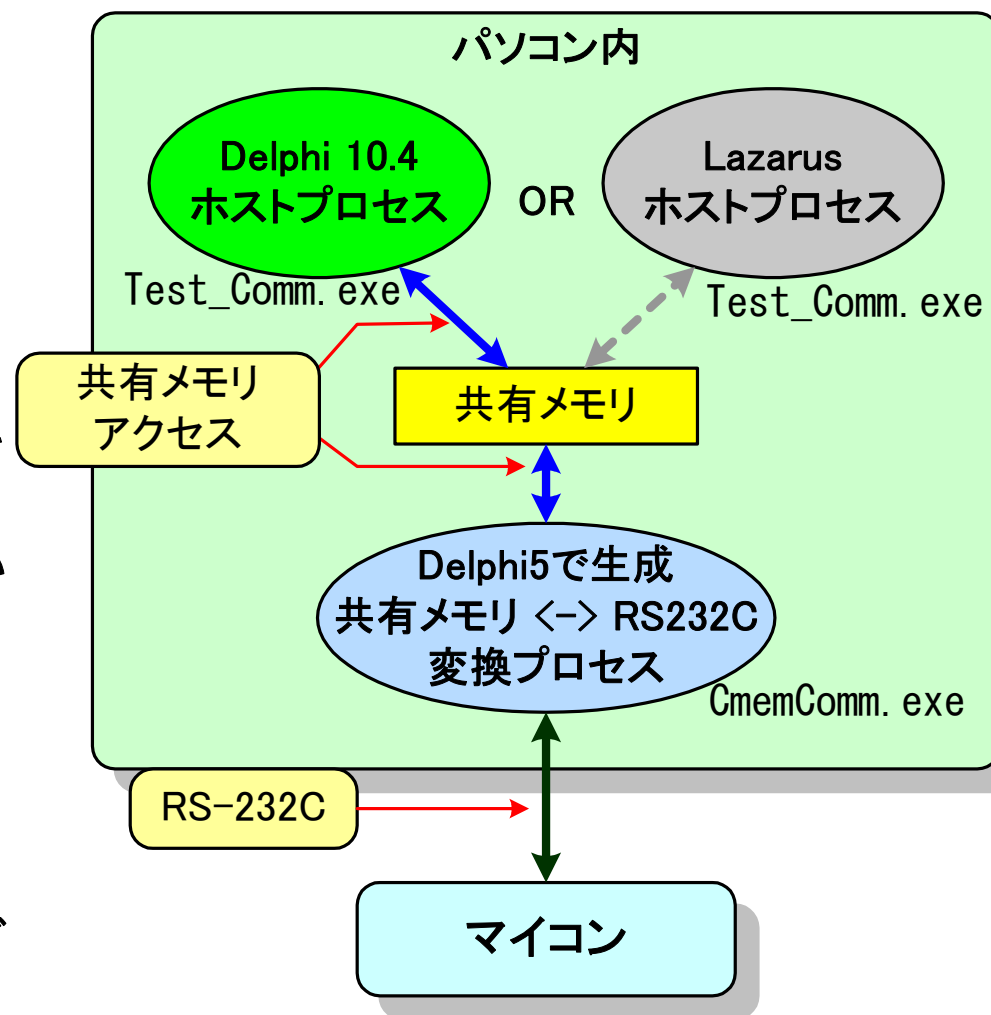 パソコン内
Delphi 10.4
ホストプロセス
OR
Lazarus
ホストプロセス
Test_Comm.exe
Test_Comm.exe
共有メモリ
アクセス
共有メモリ
Delphi5で生成
共有メモリ <-> RS232C
変換プロセス
CmemComm.exe
RS-232C
マイコン